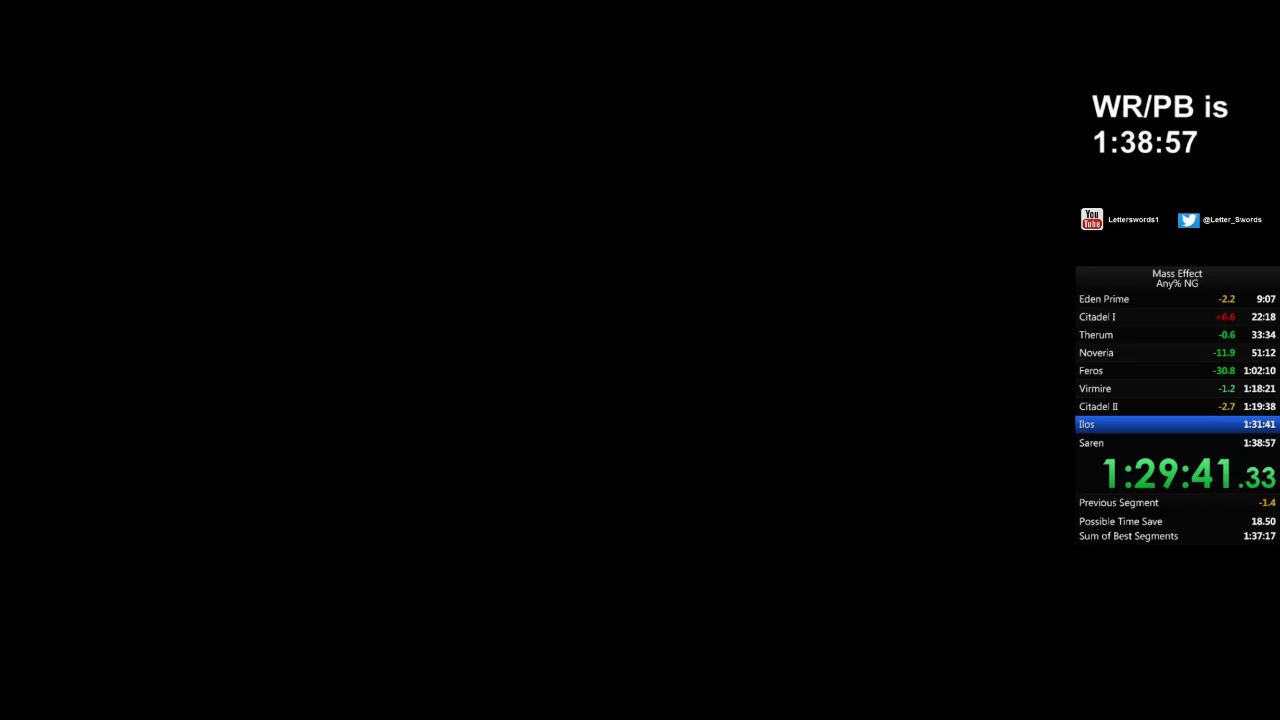 WR/PB is
1:38:57
You Tube Letterswords1 @Letter_Swords
Mass Effect
Any% NG
Eden Prime -2.2 9:07
Citadel I +6.6 22:18
Therum -0.6 33:34
Noveria -11.9 51:12
Feros -30.8 1:02:10
Virmire -1.2 1:18:21
Citadel II -2.7 1:19:38
Ilos 1:31:41
Saren 1:38:57
1:29:41.33
Previous Segment -1.4
Possible Time Save 18.50
Sum of Best Segments 1:37:17